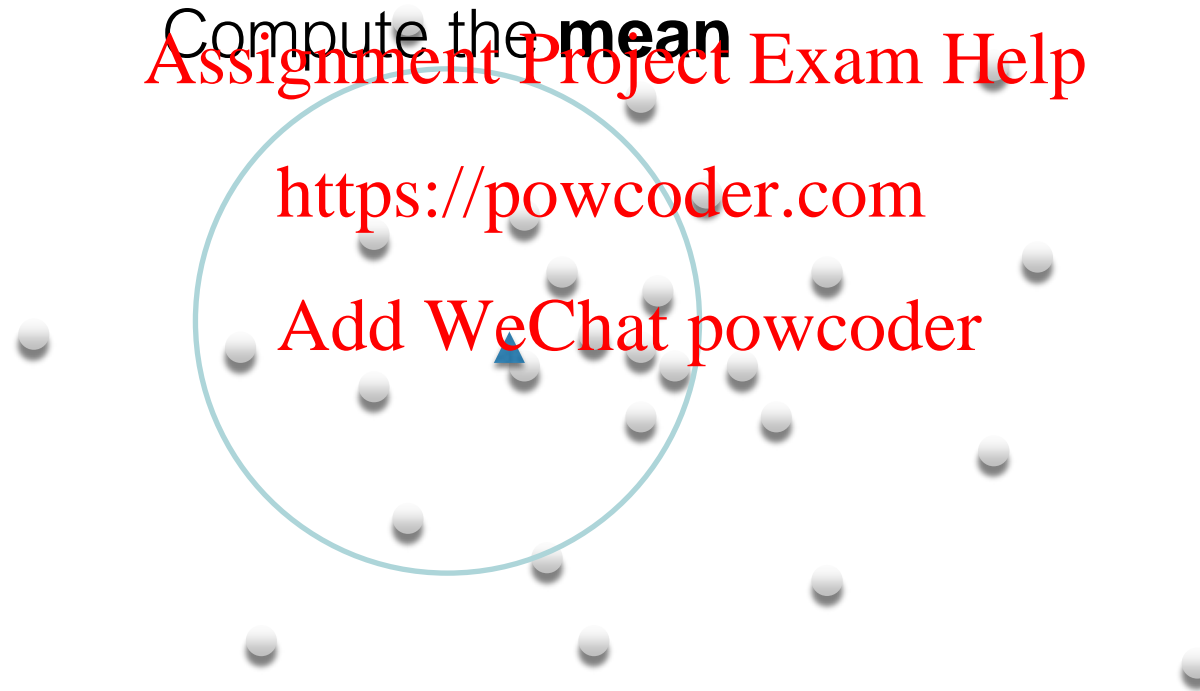 Compute the mean
Assignment Project Exam Help
https://powcoder.com
Add WeChat powcoder